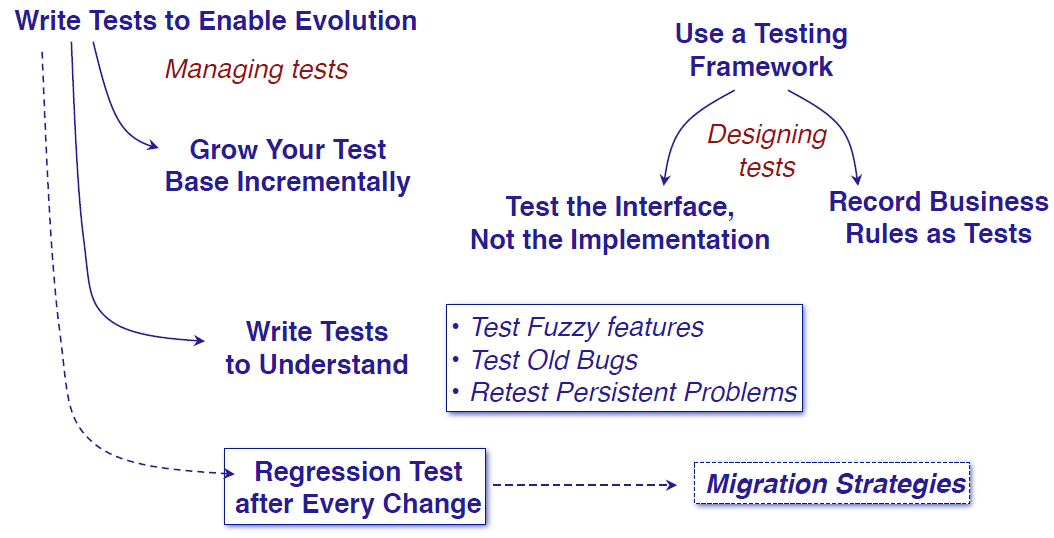 Write Tests to Enable Evolution
Managing tests
Grow Your Test
Base Incrementally
Use a Testing
Framework
Designing
tests
Test the Interface,
Not the Implementation
Record Business
Rules as Tests
Write Tests
to Understand
• Test Fuzzy features
• Test Old Bugs
• Retest Persistent Problems
Regression Test
after Every Change
Migration Strategies